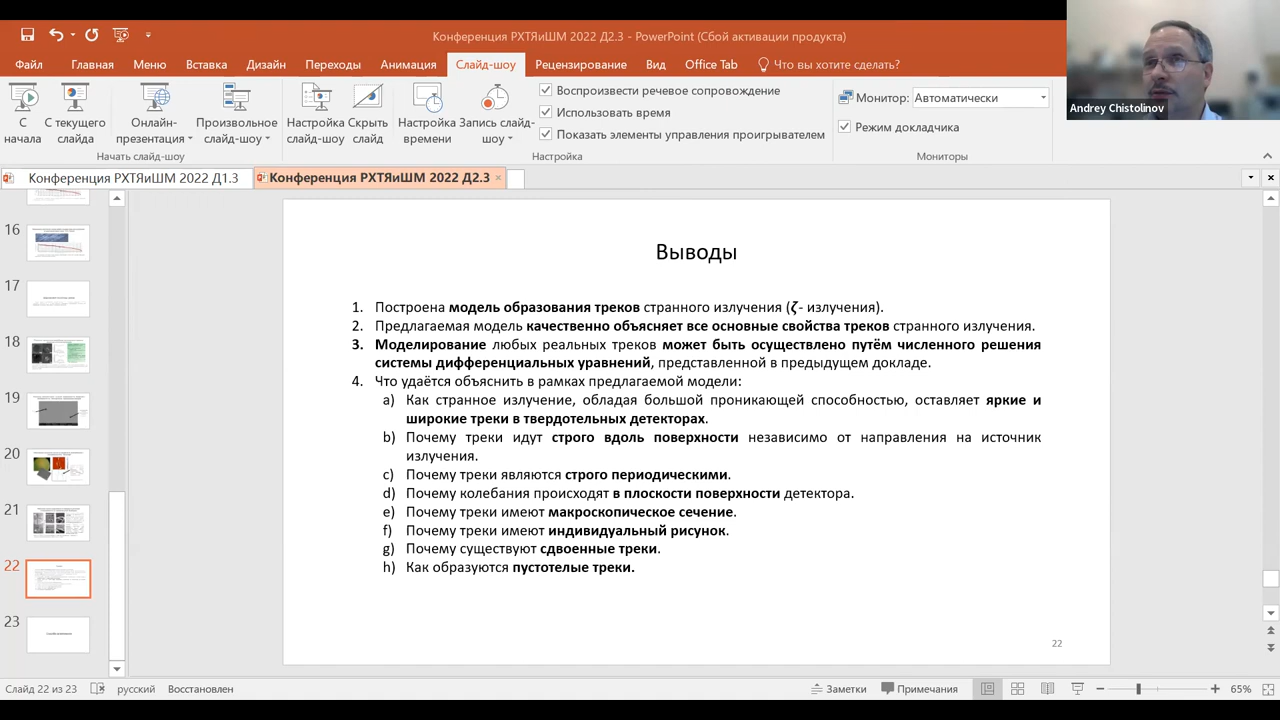 Конференция РХТЯиШМ 2022 Д2.3 - PowerPoint (Сбой активации продукта)
Файл Главная Меню Вставка Дизайн Переходы Анимация Слайд-шоу Рецензирование Вид Office Tab Что вы хотите сделать?
С начала
С текущего слайда
Онлайн-презентация
Произвольное слайд-шоу
Начать слайд-шоу
Настройка слайд-шоу
Скрыть слайд
Настройка времени
Запись слайд-шоу
Воспроизвести речевое сопровождение
Использовать время
Показать элементы управления проигрывателем
Настройка
Монитор: Автоматически
Режим докладчика
Мониторы
Andrey Chistolinov
Конференция РХТЯиШМ 2022 Д1.3
Конференция РХТЯиШМ 2022 Д2.3
16
17
18
19
20
21
22
23
Выводы
1. Построена модель образования треков странного излучения (ζ- излучения).
2. Предлагаемая модель качественно объясняет все основные свойства треков странного излучения.
3. Моделирование любых реальных треков может быть осуществлено путём численного решения
системы дифференциальных уравнений, представленной в предыдущем докладе.
4. Что удаётся объяснить в рамках предлагаемой модели:
a) Как странное излучение, обладая большой проникающей способностью, оставляет яркие и
широкие треки в твердотельных детекторах.
b) Почему треки идут строго вдоль поверхности независимо от направления на источник
излучения.
c) Почему треки являются строго периодическими.
d) Почему колебания происходят в плоскости поверхности детектора.
e) Почему треки имеют макроскопическое сечение.
f) Почему треки имеют индивидуальный рисунок.
g) Почему существуют сдвоенные треки.
h) Как образуются пустотелые треки.
22
Слайд 22 из 23 русский Восстановлен Заметки Примечания 65%